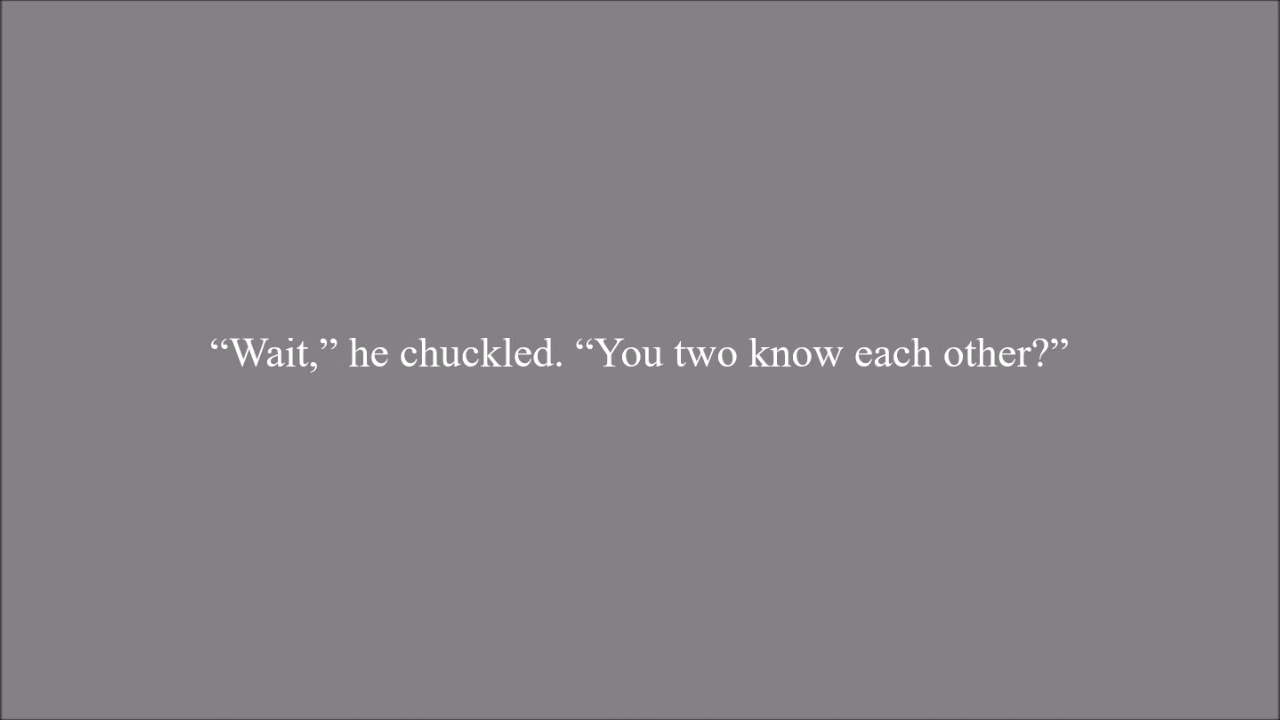 “Wait,” he chuckled. “You two know each other?”